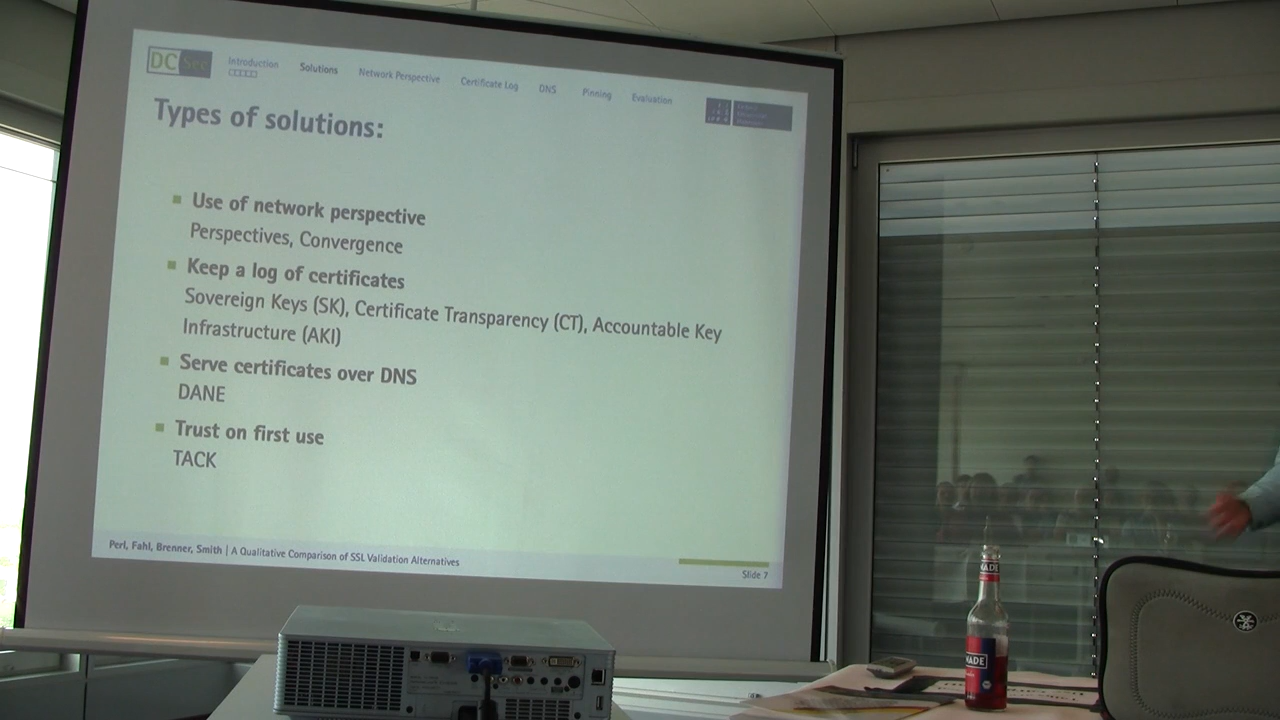 DC Sec
Introduction Solutions Network Perspective Certificate Log DNS Pinning Evaluation
Types of solutions:
Use of network perspective
Perspectives, Convergence
Keep a log of certificates
Sovereign Keys (SK), Certificate Transparency (CT), Accountable Key
Infrastructure (AKI)
Serve certificates over DNS
DANE
Trust on first use
TACK
Perl, Fahl, Brenner, Smith | A Qualitative Comparison of SSL Validation Alternatives
Slide 7